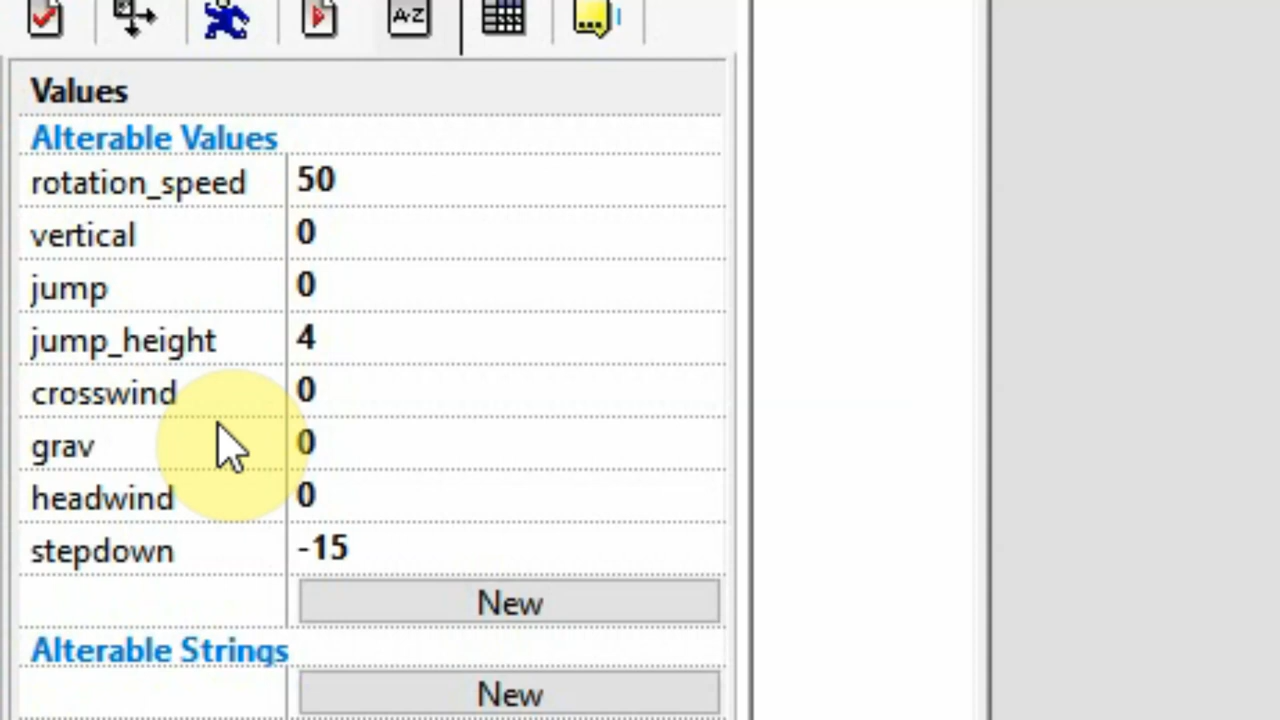 A-Z
Values
Alterable Values
rotation_speed 50
vertical 0
jump 0
jump_height 4
crosswind 0
grav 0
headwind 0
stepdown -15
New
Alterable Strings
New